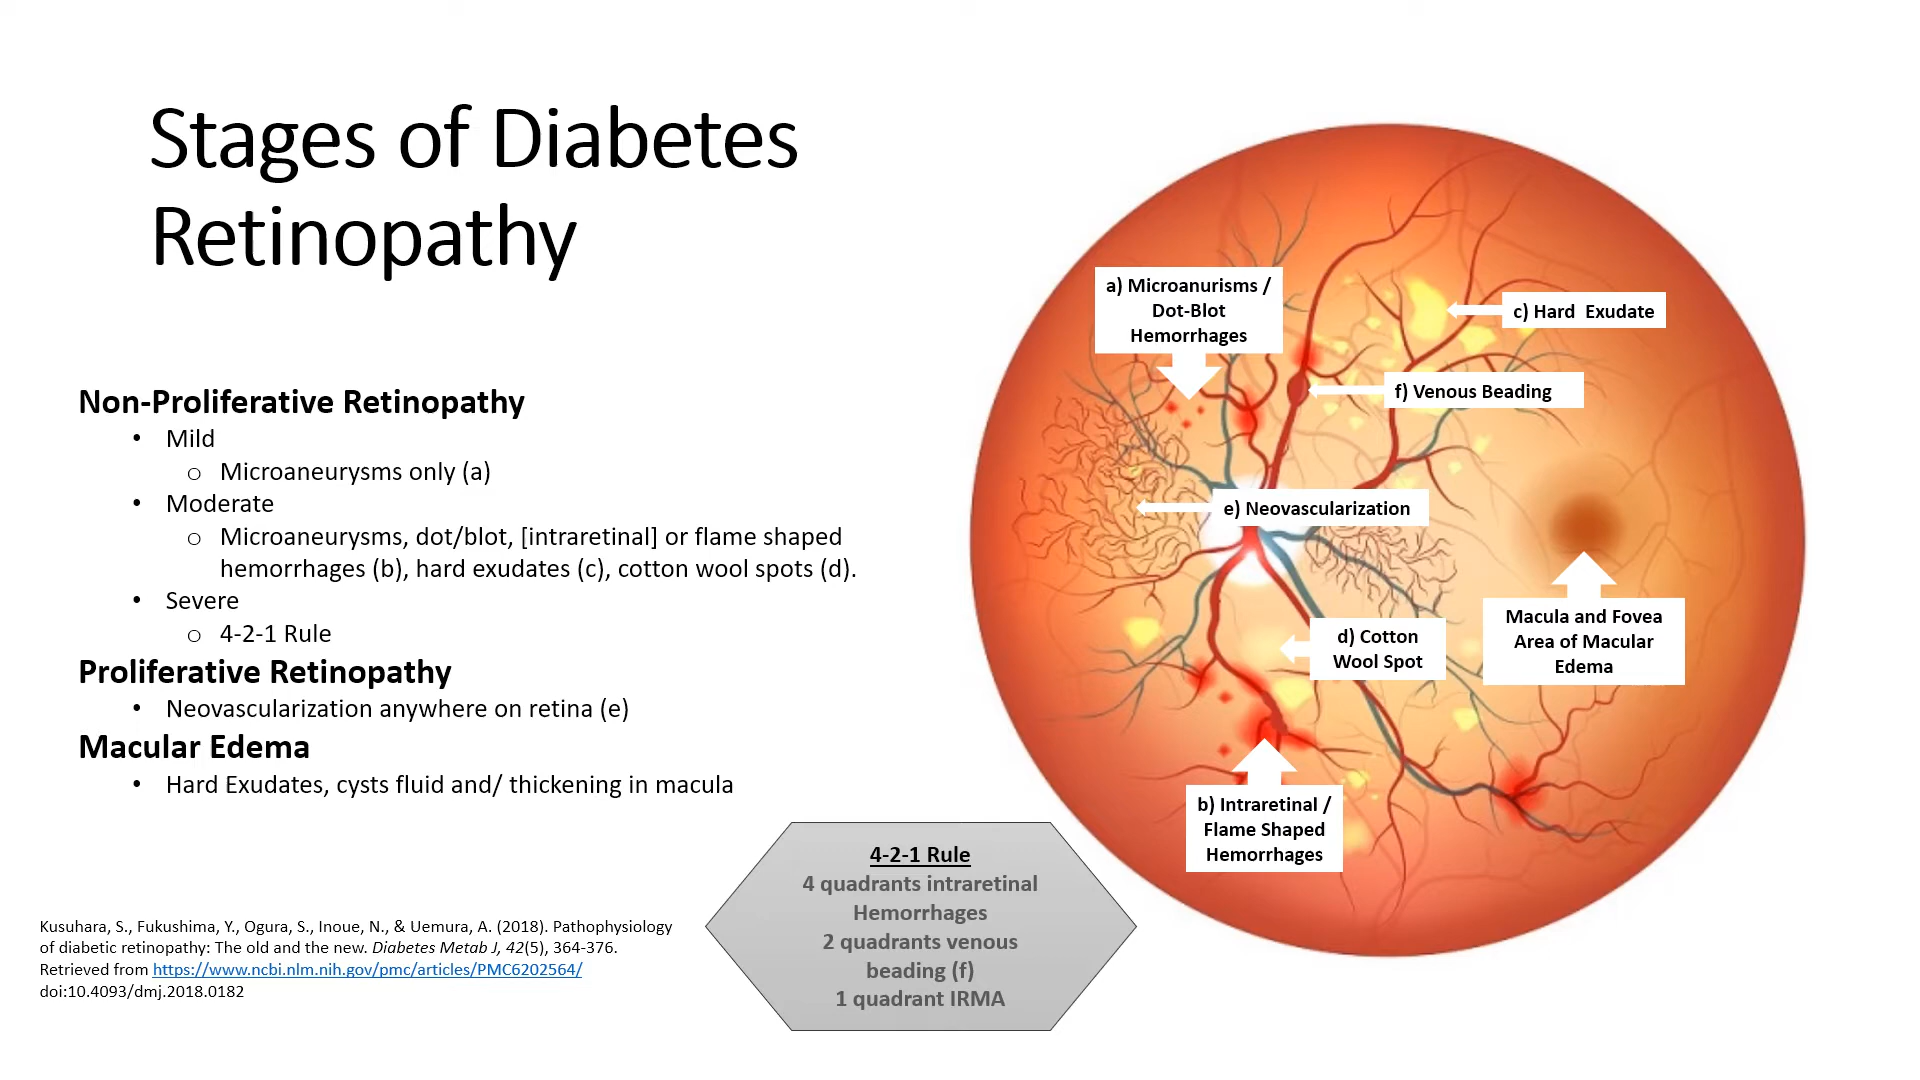 Stages of Diabetes
Retinopathy
Non-Proliferative Retinopathy
• Mild
o Microaneurysms only (a)
• Moderate
o Microaneurysms, dot/blot, [intraretinal] or flame shaped
hemorrhages (b), hard exudates (c), cotton wool spots (d).
• Severe
o 4-2-1 Rule
Proliferative Retinopathy
• Neovascularization anywhere on retina (e)
Macular Edema
• Hard Exudates, cysts fluid and/ thickening in macula
Kusuhara, S., Fukushima, Y., Ogura, S., Inoue, N., & Uemura, A. (2018). Pathophysiology
of diabetic retinopathy: The old and the new. Diabetes Metab J, 42(5), 364-376.
Retrieved from https://www.ncbi.nlm.nih.gov/pmc/articles/PMC6202564/
doi:10.4093/dmj.2018.0182
4-2-1 Rule
4 quadrants intraretinal
Hemorrhages
2 quadrants venous
beading (f)
1 quadrant IRMA
a) Microanurisms /
Dot-Blot
Hemorrhages
c) Hard Exudate
f) Venous Beading
e) Neovascularization
Macula and Fovea
Area of Macular
Edema
d) Cotton
Wool Spot
b) Intraretinal /
Flame Shaped
Hemorrhages